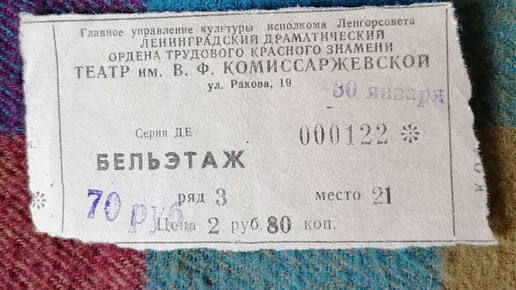 Главное управление культуры исполкома Ленгорсовета
ЛЕНИНГРАДСКИЙ ДРАМАТИЧЕСКИЙ
ОРДЕНА ТРУДОВОГО КРАСНОГО ЗНАМЕНИ
ТЕАТР им. В. Ф. КОМИССАРЖЕВСКОЙ
ул. Ракова, 19
30 января
Серия ДЕ
000122
БЕЛЬЭТАЖ
ряд 3 место 21
70 руб
Цена 2 руб. 80 коп.